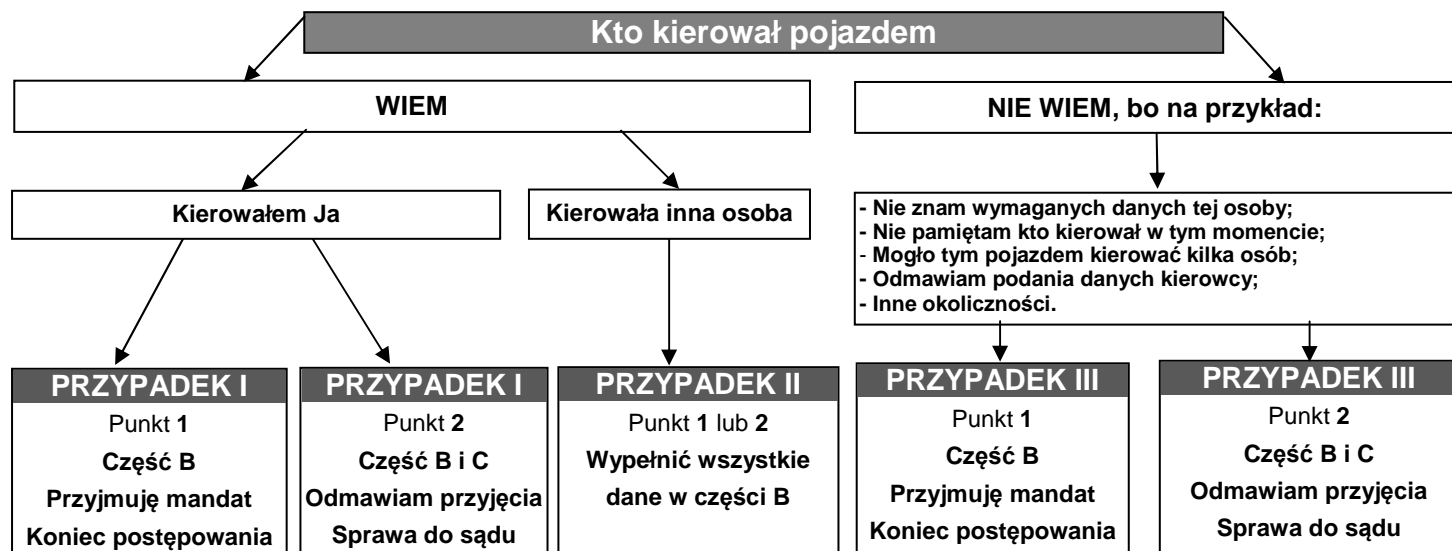 Kto kierował pojazdem
WIEM
NIE WIEM, bo na przykład:
Kierowałem Ja
Kierowała inna osoba
- Nie znam wymaganych danych tej osoby;
- Nie pamiętam kto kierował w tym momencie;
- Mogło tym pojazdem kierować kilka osób;
- Odmawiam podania danych kierowcy;
- Inne okoliczności.
PRZYPADEK I
Punkt 1
Część B
Przyjmuję mandat
Koniec postępowania
PRZYPADEK I
Punkt 2
Część B i C
Odmawiam przyjęcia
Sprawa do sądu
PRZYPADEK II
Punkt 1 lub 2
Wypełnić wszystkie
dane w części B
PRZYPADEK III
Punkt 1
Część B
Przyjmuję mandat
Koniec postępowania
PRZYPADEK III
Punkt 2
Część B i C
Odmawiam przyjęcia
Sprawa do sądu